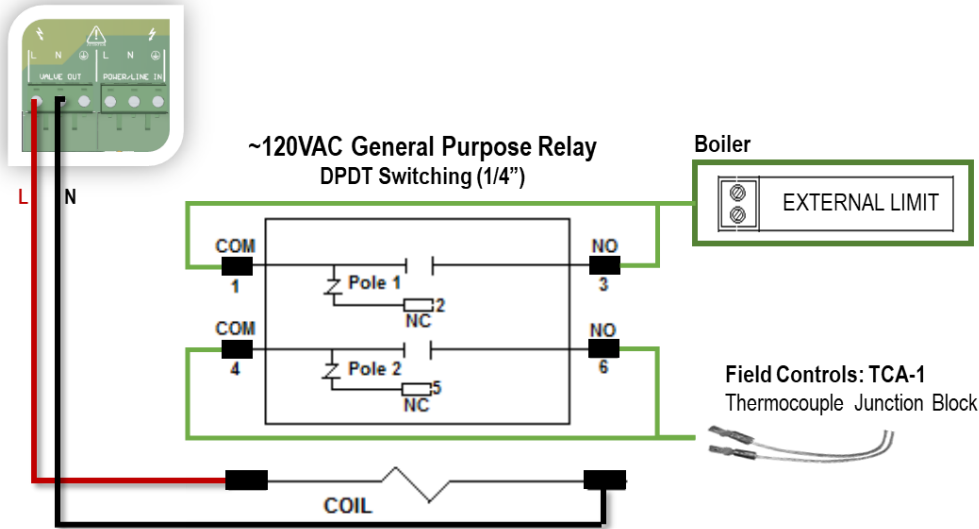 L N L N
VALVE OUT POWER/LINE IN
L
N
~120VAC General Purpose Relay
DPDT Switching (1/4”)
Boiler
EXTERNAL LIMIT
COM
NO
1
Pole 1
2
NC
3
COM
NO
4
Pole 2
5
NC
6
Field Controls: TCA-1
Thermocouple Junction Block
COIL